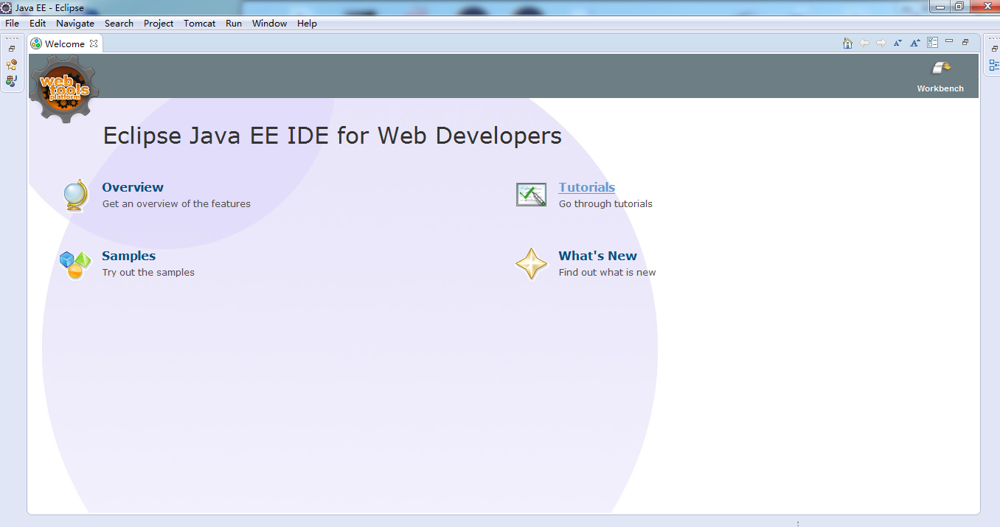 Java EE - Eclipse
File Edit Navigate Search Project Tomcat Run Window Help
Welcome
web
tools
platform
Workbench
Eclipse Java EE IDE for Web Developers
Overview
Get an overview of the features
Tutorials
Go through tutorials
Samples
Try out the samples
What's New
Find out what is new